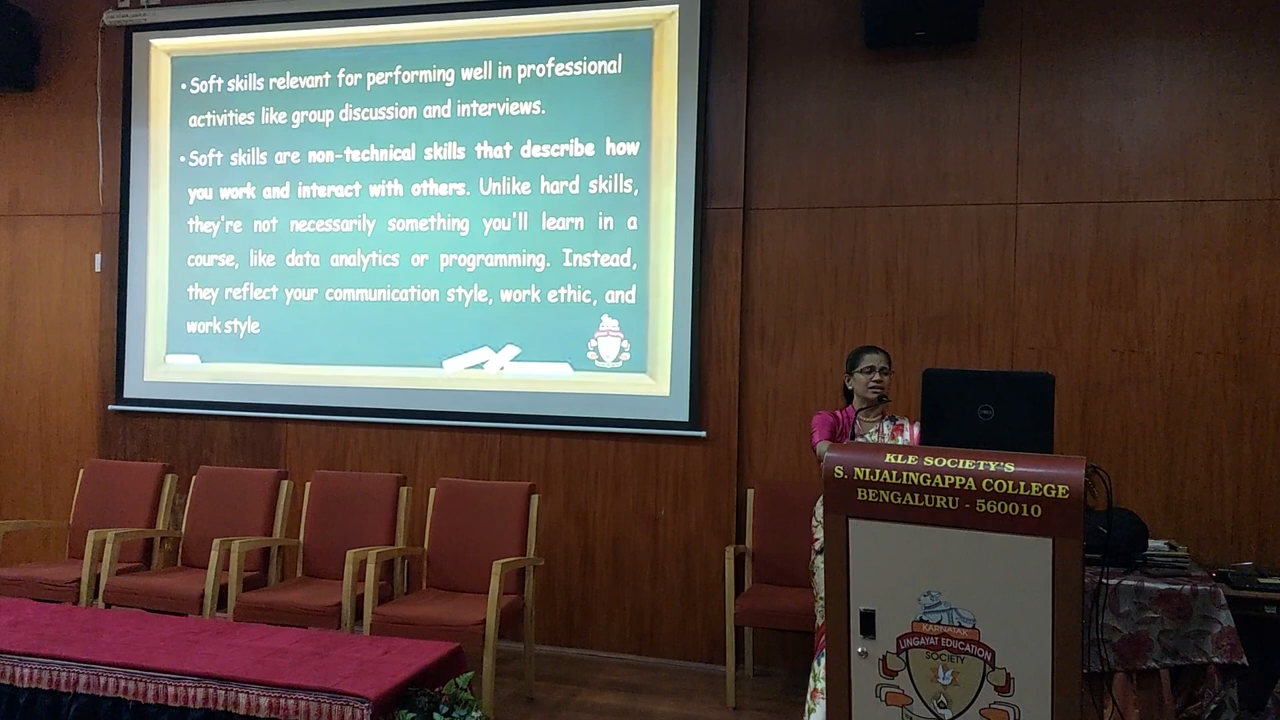 • Soft skills relevant for performing well in professional
activities like group discussion and interviews.
• Soft skills are non-technical skills that describe how
you work and interact with others. Unlike hard skills,
they're not necessarily something you'll learn in a
course, like data analytics or programming. Instead,
they reflect your communication style, work ethic, and
work style
DELL
KLE SOCIETY'S
S. NIJALINGAPPA COLLEGE
BENGALURU - 560010
KARNATAK
LINGAYAT EDUCATION
SOCIETY